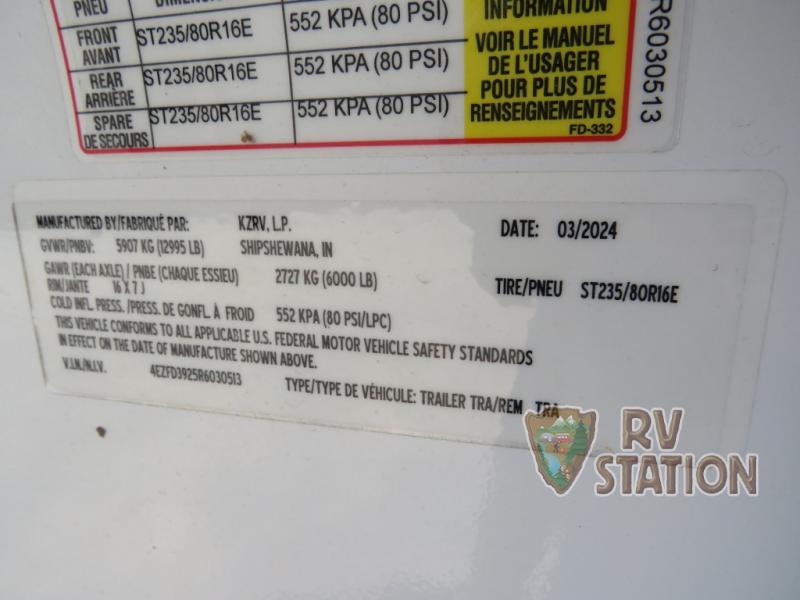 PNEU
552 KPA (80 PSI)
INFORMATION
FRONT
AVANT
ST235/80R16E
552 KPA (80 PSI)
VOIR LE MANUEL
DE L'USAGER
POUR PLUS DE
RENSEIGNEMENTS
REAR
ARRIÈRE
ST235/80R16E
552 KPA (80 PSI)
SPARE
DE SECOURS
ST235/80R16E
FD-332
R6030513
MANUFACTURED BY/FABRIQUÉ PAR: KZRV, L.P. DATE: 03/2024
GVWR/PNBV: 5907 KG (12995 LB) SHIPSHEWANA, IN
GAWR (EACH AXLE) / PNBE (CHAQUE ESSIEU) 2727 KG (6000 LB)
RIM/JANTE 16 X 7 J TIRE/PNEU ST235/80R16E
COLD INFL. PRESS. /PRESS. DE GONFL. À FROID 552 KPA (80 PSI/LPC)
THIS VEHICLE CONFORMS TO ALL APPLICABLE U.S. FEDERAL MOTOR VEHICLE SAFETY STANDARDS
IN EFFECT ON THE DATE OF MANUFACTURE SHOWN ABOVE.
V.I.N./N.I.V. 4EZFD3925R6030513 TYPE/TYPE DE VÉHICULE: TRAILER TRA/REM TRA
RV
STATION